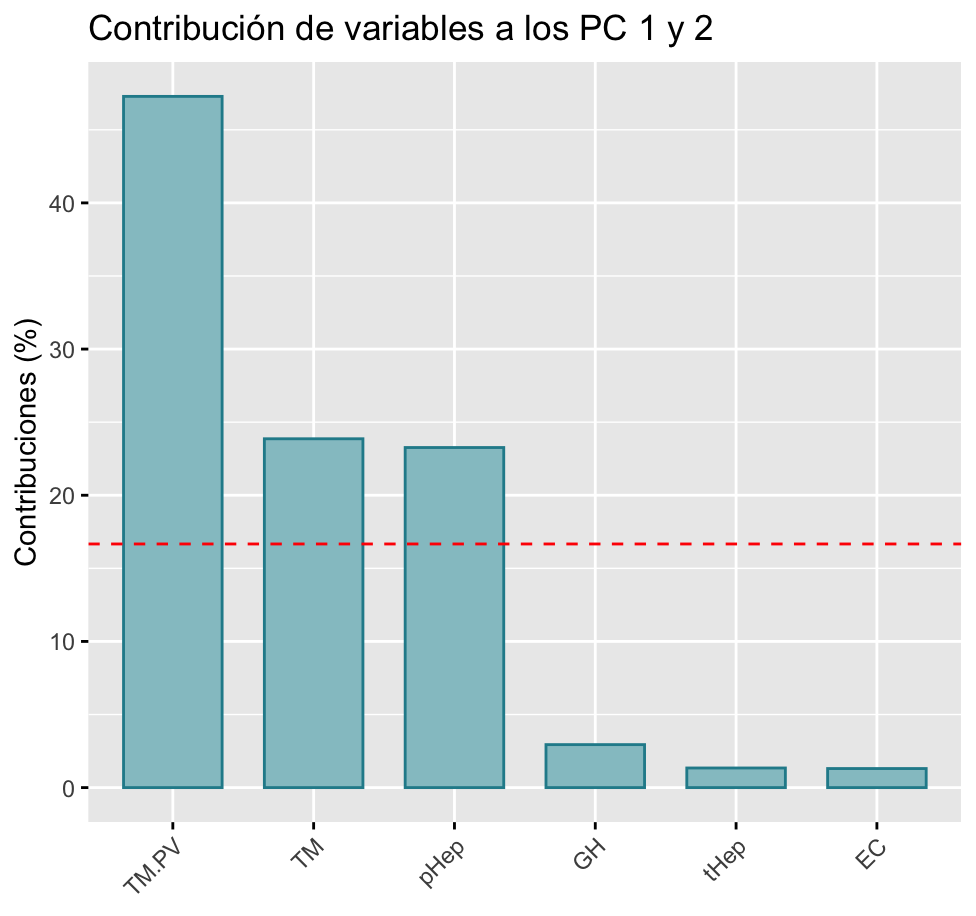 Contribución de variables a los PC 1 y 2
Contribuciones (%)
40
30
20
10
0
TM.PV
TM
pHep
GH
tHep
EC